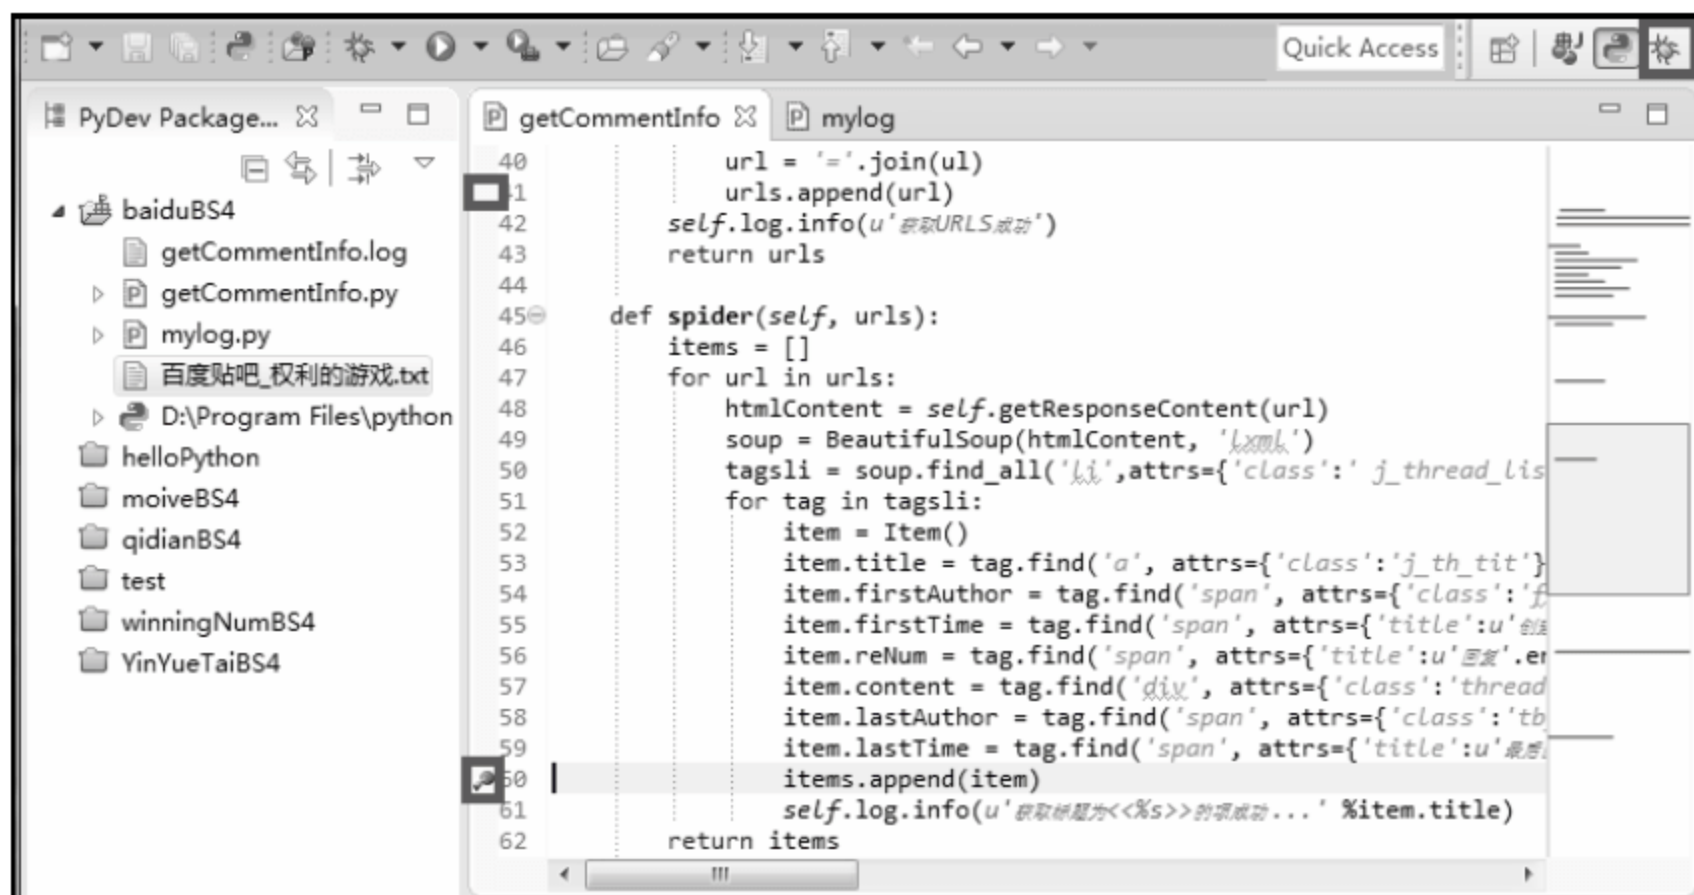 Quick Access
PyDev Package...
getCommentInfo
mylog
baiduBS4
getCommentInfo.log
getCommentInfo.py
mylog.py
百度贴吧_权利的游戏.txt
D:\Program Files\python
helloPython
moiveBS4
qidianBS4
test
winningNumBS4
YinYueTaiBS4
40 url = '='.join(ul)
41 urls.append(url)
42 self.log.info(u'获取URLS成功')
43 return urls
44
45 def spider(self, urls):
46 items = []
47 for url in urls:
48 htmlContent = self.getResponseContent(url)
49 soup = BeautifulSoup(htmlContent, 'lxml')
50 tagsli = soup.find_all('li',attrs={'class':' j_thread_lis
51 for tag in tagsli:
52 item = Item()
53 item.title = tag.find('a', attrs={'class':'j_th_tit'}
54 item.firstAuthor = tag.find('span', attrs={'class':'f
55 item.firstTime = tag.find('span', attrs={'title':u'创建
56 item.reNum = tag.find('span', attrs={'title':u'回复'.en
57 item.content = tag.find('div', attrs={'class':'thread
58 item.lastAuthor = tag.find('span', attrs={'class':'tb
59 item.lastTime = tag.find('span', attrs={'title':u'最后
60 items.append(item)
61 self.log.info(u'获取标题为<<%s>>的项成功...' %item.title)
62 return items